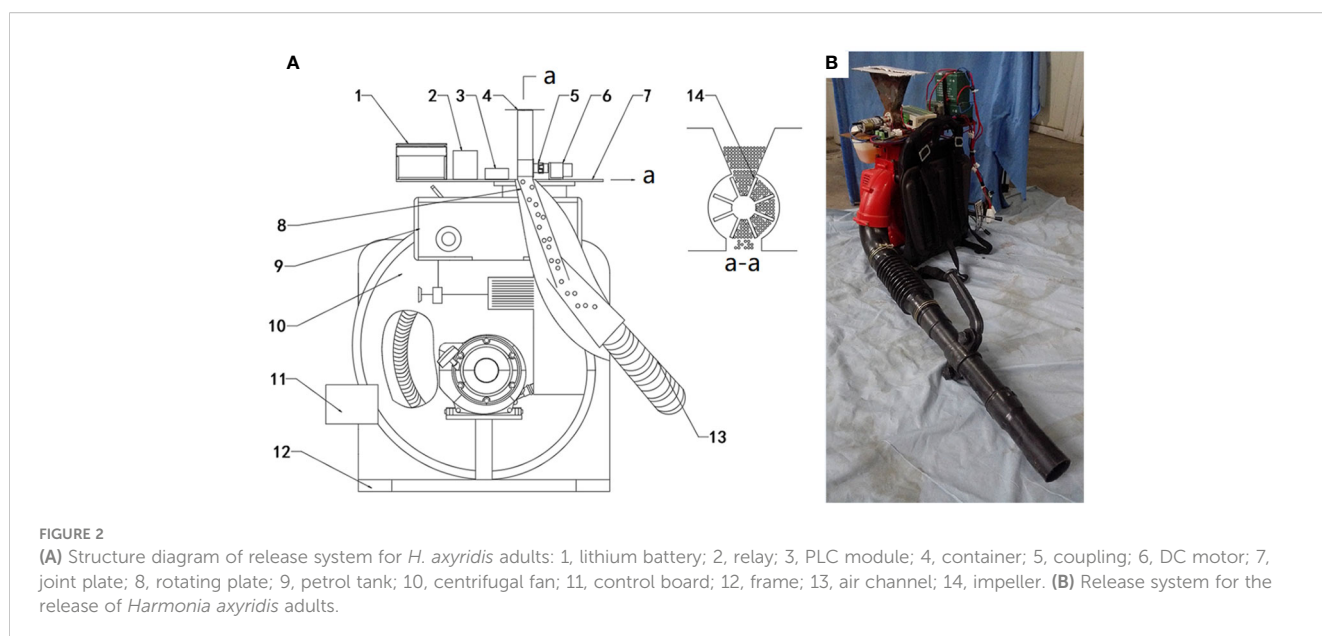 A
a
B
1
2
3
4
5
6
7
14
a
8
a-a
9
10
11
13
12
FIGURE 2
(A) Structure diagram of release system for H. axyridis adults: 1, lithium battery; 2, relay; 3, PLC module; 4, container; 5, coupling; 6, DC motor; 7,
joint plate; 8, rotating plate; 9, petrol tank; 10, centrifugal fan; 11, control board; 12, frame; 13, air channel; 14, impeller. (B) Release system for the
release of Harmonia axyridis adults.